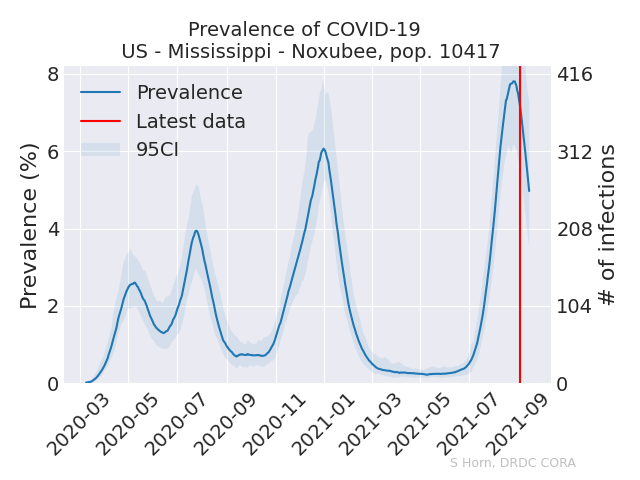 Prevalence of COVID-19
US - Mississippi - Noxubee, pop. 10417
Prevalence
Latest data
95CI
Prevalence (%)
8
6
4
2
0
416
312
208
104
0
# of infections
2020-03
2020-05
2020-07
2020-09
2020-11
2021-01
2021-03
2021-05
2021-07
2021-09
S Horn, DRDC CORA